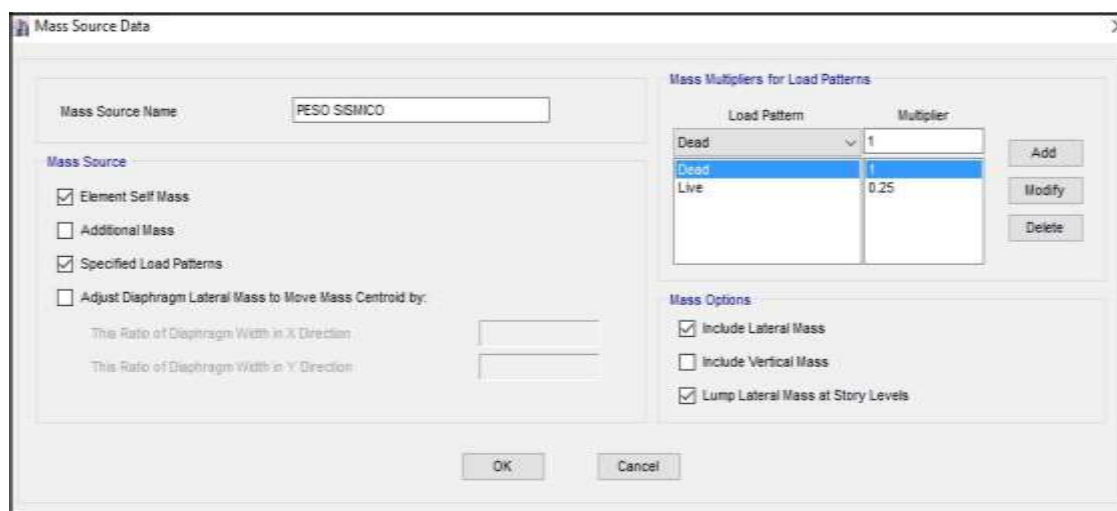 Mass Source Data
Mass Source Name
PESO SISMICO
Mass Source
Element Self Mass
Additional Mass
Specified Load Patterns
Adjust Diaphragm Lateral Mass to Move Mass Centroid by:
This Ratio of Diaphragm Width in X Direction
This Ratio of Diaphragm Width in Y Direction
Mass Multipliers for Load Patterns
Load Pattern Multiplier
Dead 1
Dead 1
Live 0.25
Add
Modify
Delete
Mass Options
Include Lateral Mass
Include Vertical Mass
Lump Lateral Mass at Story Levels
OK Cancel